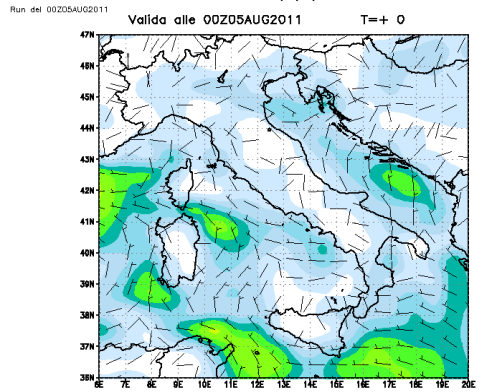 Run del 00Z05AUG2011
Valida alle 00Z05AUG2011 T=+ 0
47N
46N
45N
44N
43N
42N
41N
40N
39N
38N
37N
36N
6E 7E 8E 9E 10E 11E 12E 13E 14E 15E 16E 17E 18E 19E 20E